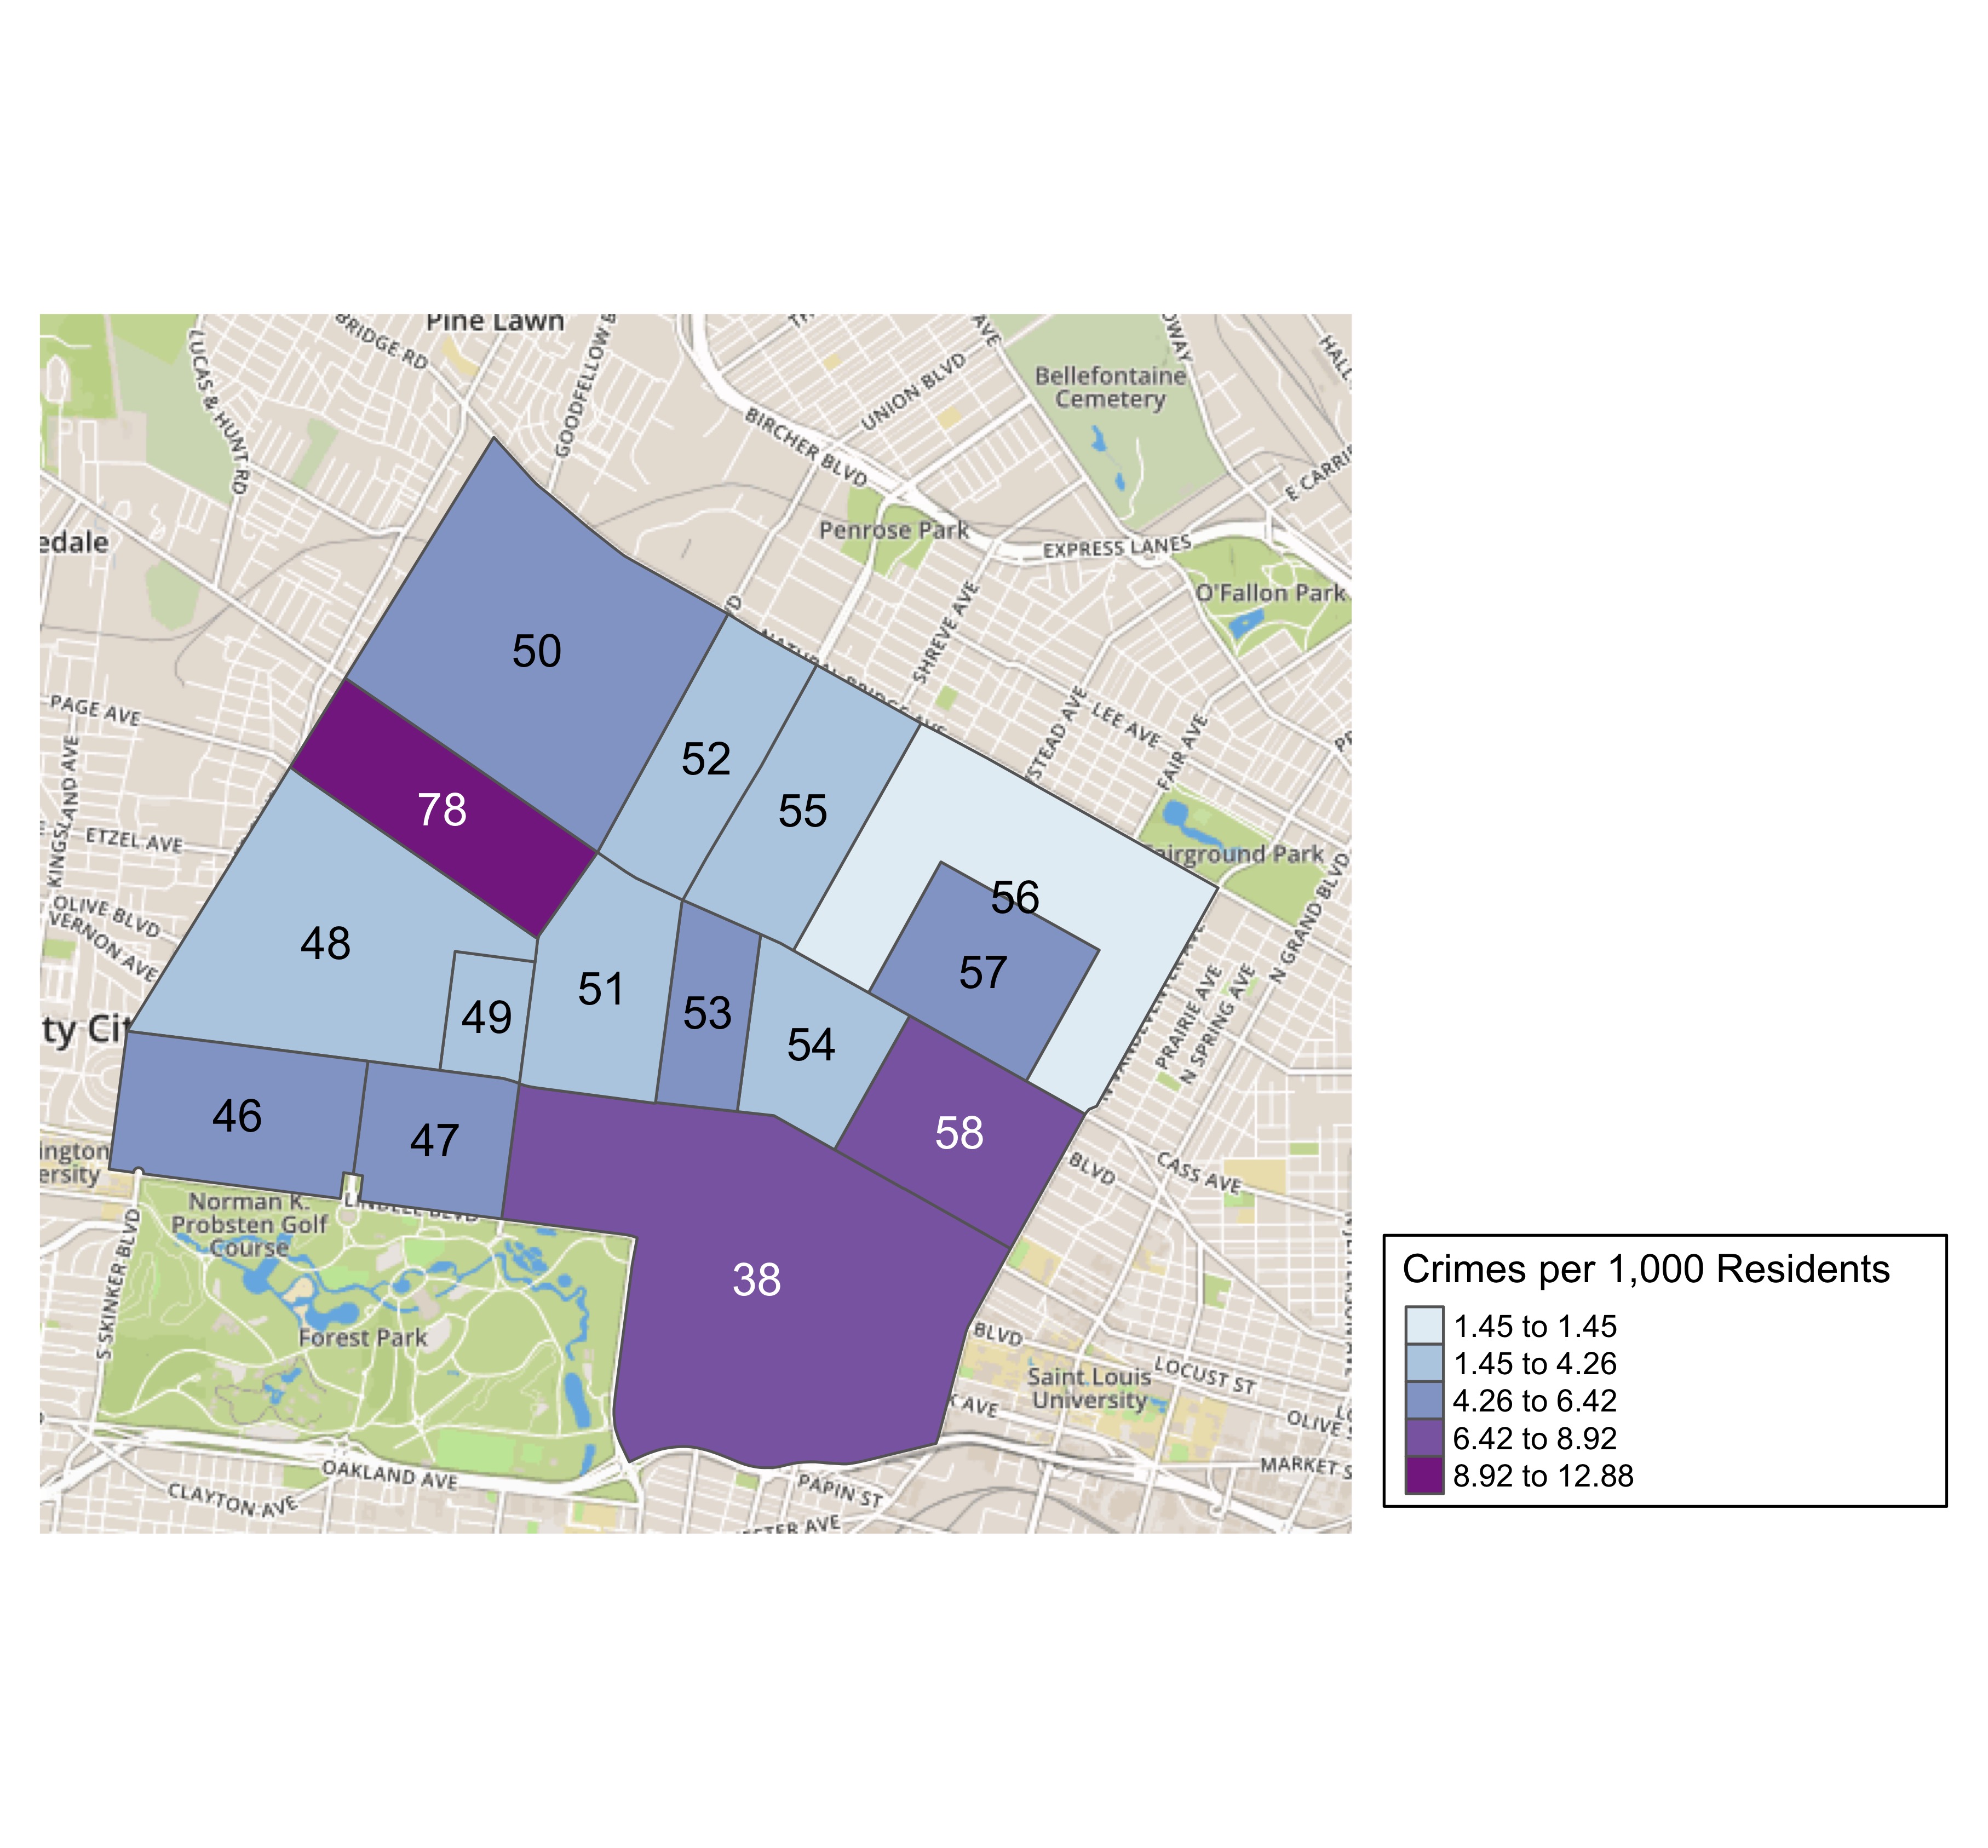 Pine Lawn
BRIDGE RD
LUCAS & HUNT RD
AVE
Bellefontaine
Cemetery
UNION BLVD
BIRCHER BLVD
E CARRIE
edale
Penrose Park
EXPRESS LANES
O'Fallon Park
SHREVE AVE
50
LEE AVE
FAIR AVE
PAGE AVE
52
78
55
ETZEL AVE
KINGSLAND AVE
Fairground Park
N GRAND BLVD
56
OLIVE BLVD
VERNON AVE
48
57
51
49
53
54
PRAIRIE AVE
N SPRING AVE
ty Cit
46
47
58
ington
ersity
BLVD
CASS AVE
Norman K.
Probsten Golf
Course
LINDELL BLVD
S SKINKER BLVD
38
Forest Park
BLVD
LOCUST ST
Saint Louis
University
K AVE
OLIVE S
MARKET S
OAKLAND AVE
CLAYTON AVE
PAPIN ST
Crimes per 1,000 Residents
1.45 to 1.45
1.45 to 4.26
4.26 to 6.42
6.42 to 8.92
8.92 to 12.88